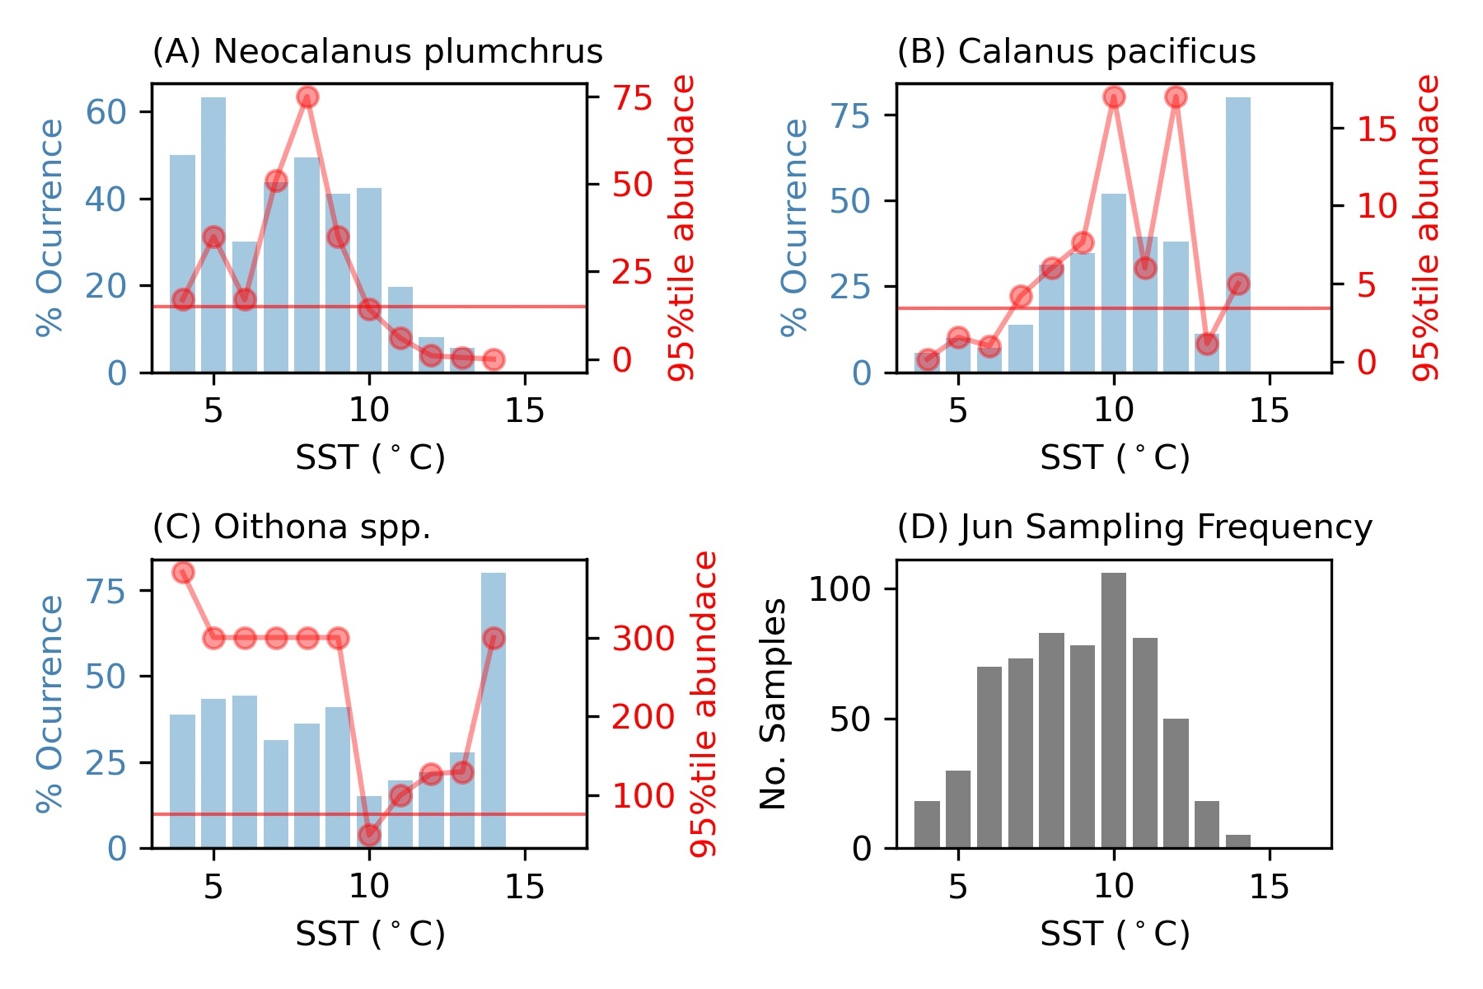 (A) Neocalanus plumchrus
% Ocurrence
0
20
40
60
5
10
15
SST (°C)
0
25
50
75
95%tile abundace
(B) Calanus pacificus
% Ocurrence
0
25
50
75
5
10
15
SST (°C)
0
5
10
15
95%tile abundace
(C) Oithona spp.
% Ocurrence
0
25
50
75
5
10
15
SST (°C)
100
200
300
95%tile abundace
(D) Jun Sampling Frequency
No. Samples
0
50
100
5
10
15
SST (°C)